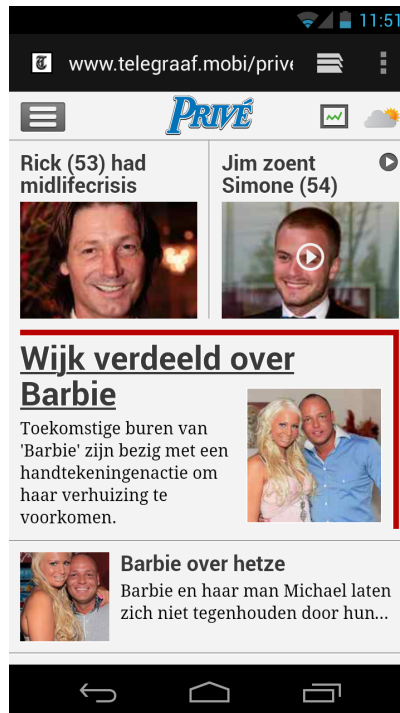 11:51
www.telegraaf.mobi/privé
PRIVÉ
Rick (53) had
midlifecrisis
Jim zoent
Simone (54)
Wijk verdeeld over
Barbie
Toekomstige buren van
'Barbie' zijn bezig met een
handtekeningenactie om
haar verhuizing te
voorkomen.
Barbie over hetze
Barbie en haar man Michael laten
zich niet tegenhouden door hun...